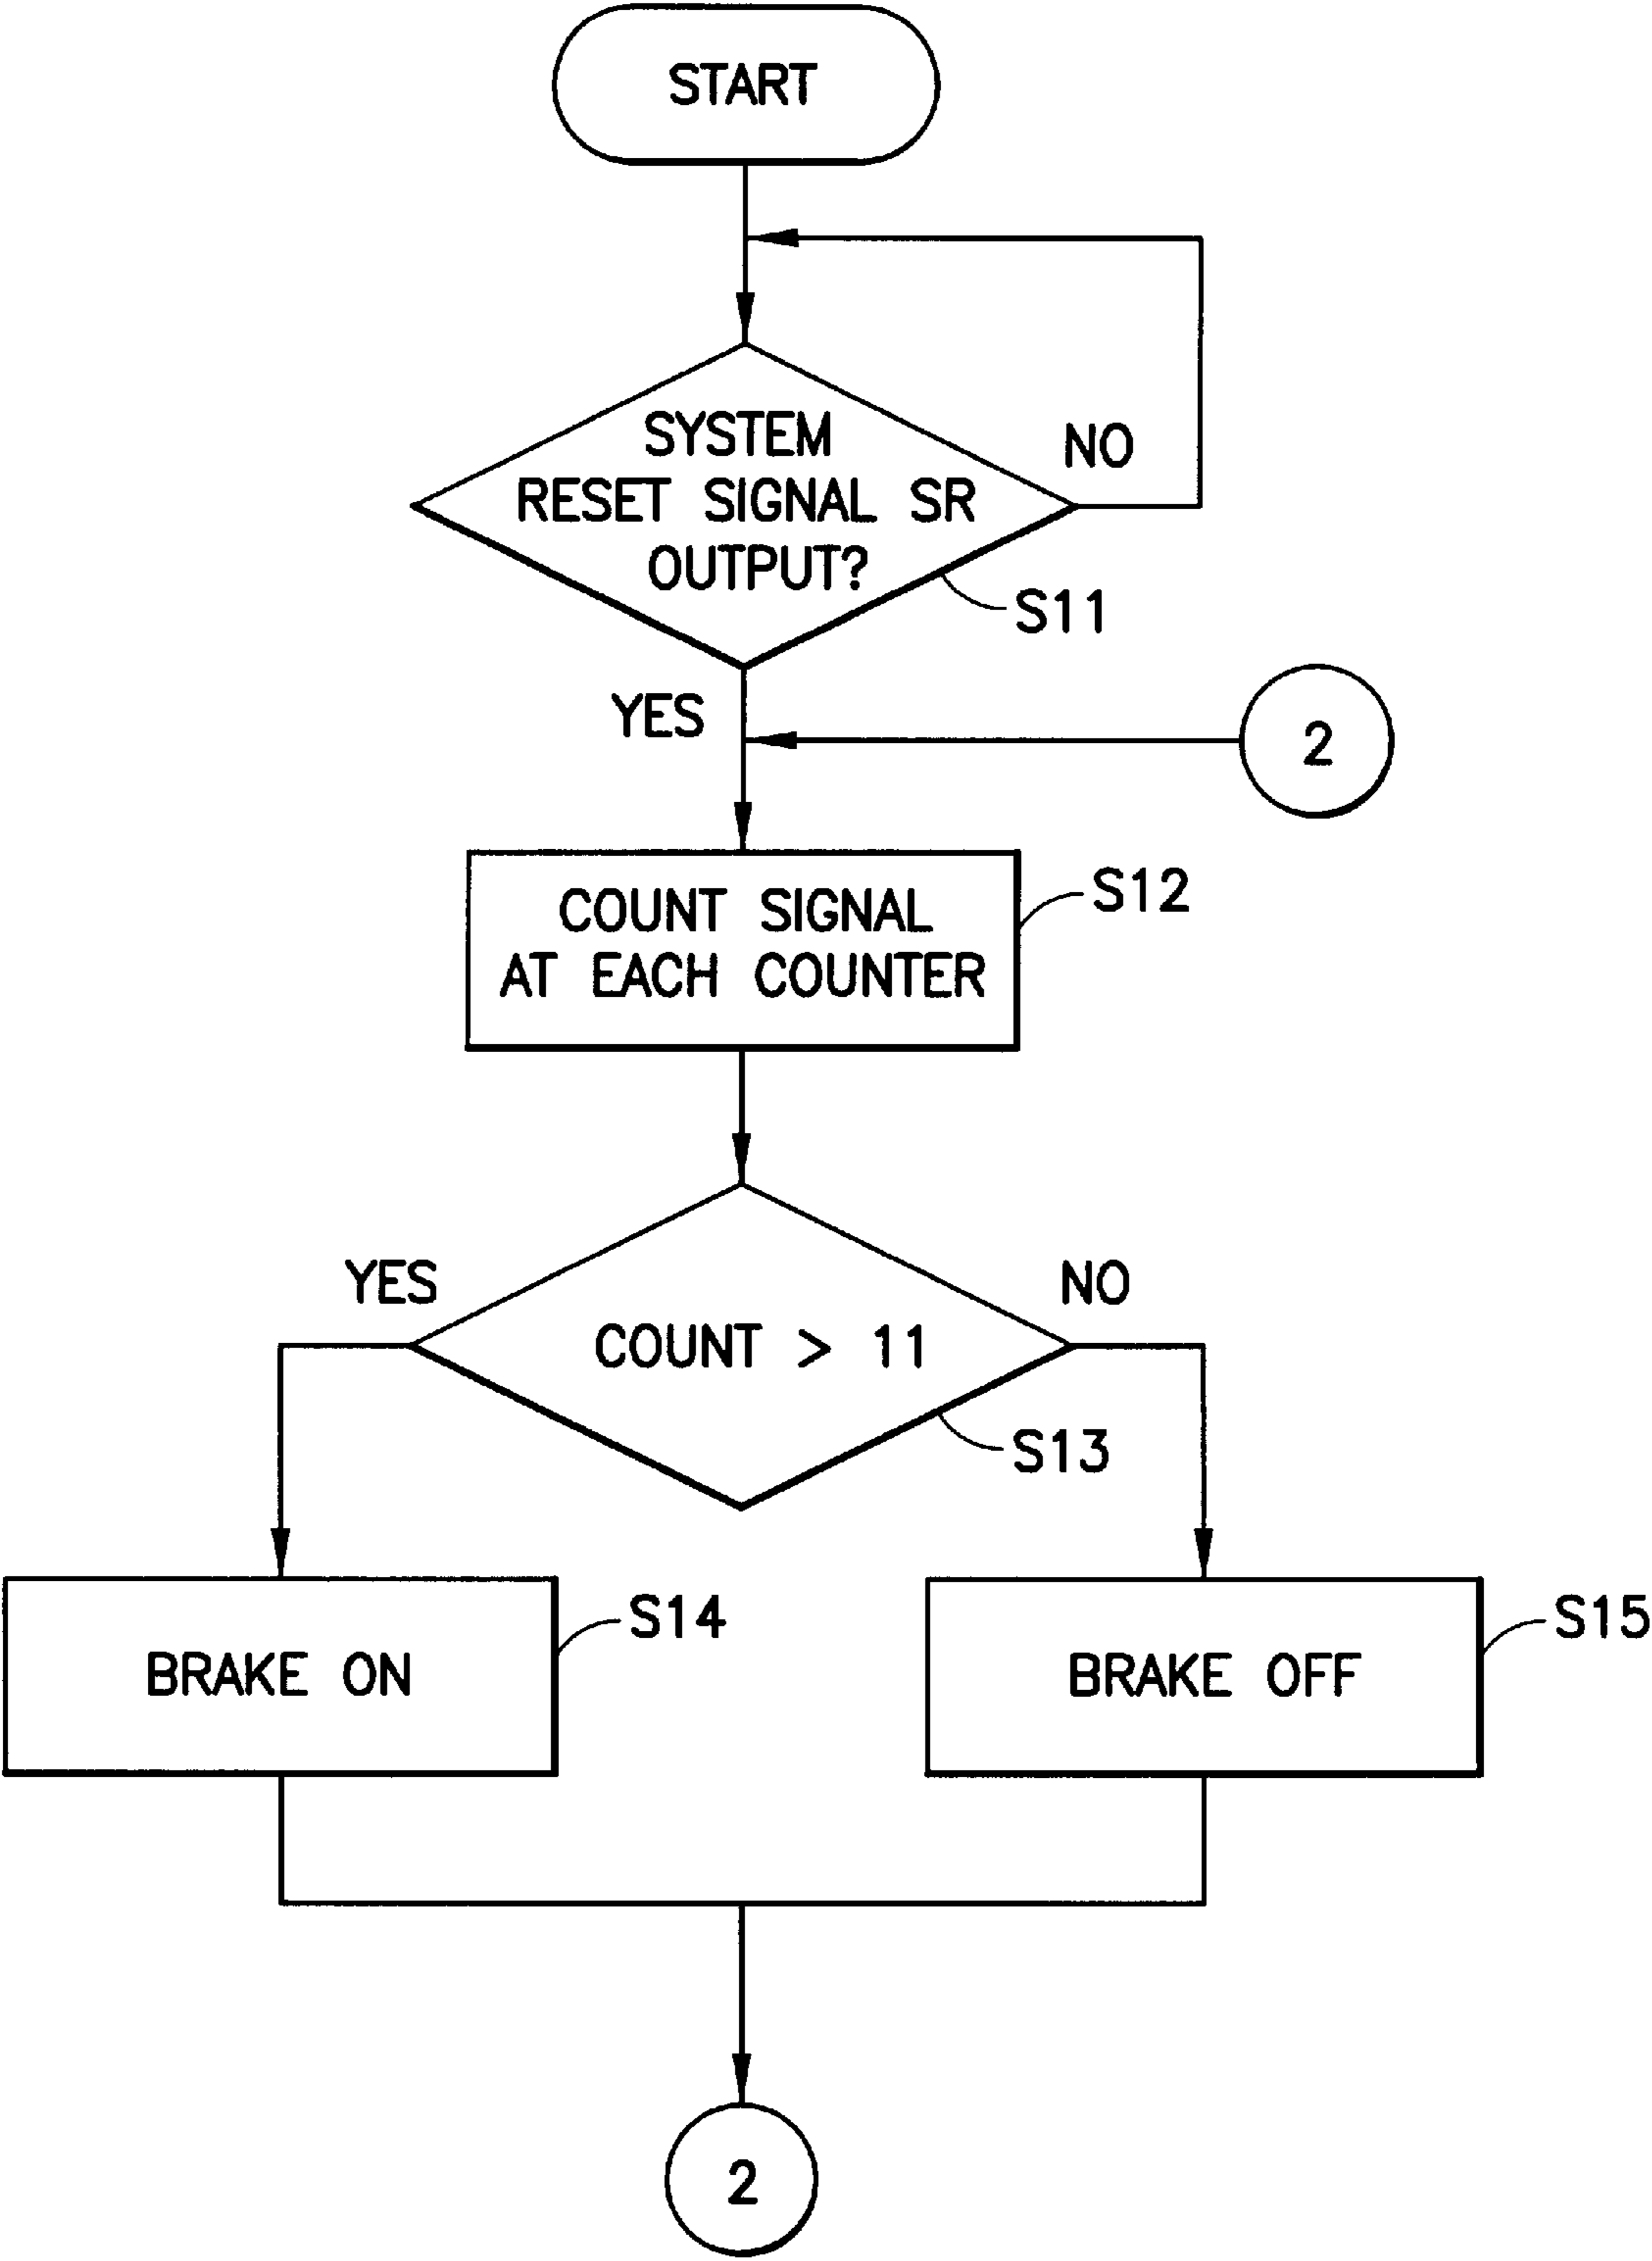 START
SYSTEM
RESET SIGNAL SR
OUTPUT?
NO
S11
YES
2
COUNT SIGNAL
AT EACH COUNTER
S12
YES
NO
COUNT > 11
S13
BRAKE ON
S14
BRAKE OFF
S15
2